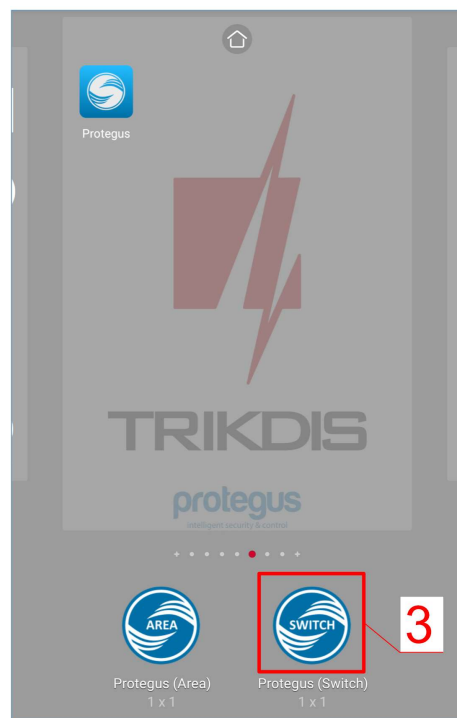 Protegus
TRIKDIS
protegus
intelligent security & control
AREA
SWITCH
3
Protegus (Area)
Protegus (Switch)
1 x 1
1 x 1